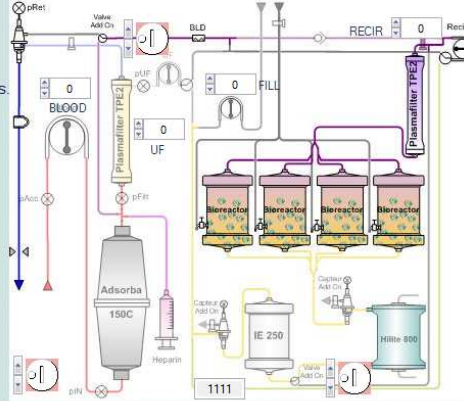 pRet
Valve
Add On
BLD
RECIR
0
Recir
s.
0
BLOOD
pUF
0
FILL
Plasmafilter TPE2
Plasmafilter TPE2
0
UF
pAcc
pFilt
Bioreactor
Bioreactor
Bioreactor
Bioreactor
Adsorba
150C
Heparin
Capteur
Add On
Capteur
Add On
IE 250
Hilite 800
Valve
Add On
pIN
1111